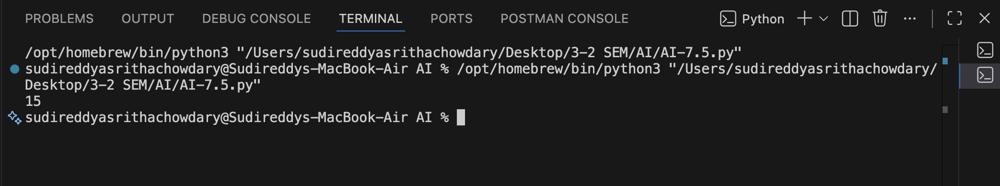 PROBLEMS OUTPUT DEBUG CONSOLE TERMINAL PORTS POSTMAN CONSOLE Python
/opt/homebrew/bin/python3 "/Users/sudireddyasrithachowdary/Desktop/3-2 SEM/AI/AI-7.5.py"
sudireddyasrithachowdary@Sudireddys-MacBook-Air AI % /opt/homebrew/bin/python3 "/Users/sudireddyasrithachowdary/
Desktop/3-2 SEM/AI/AI-7.5.py"
15
sudireddyasrithachowdary@Sudireddys-MacBook-Air AI %